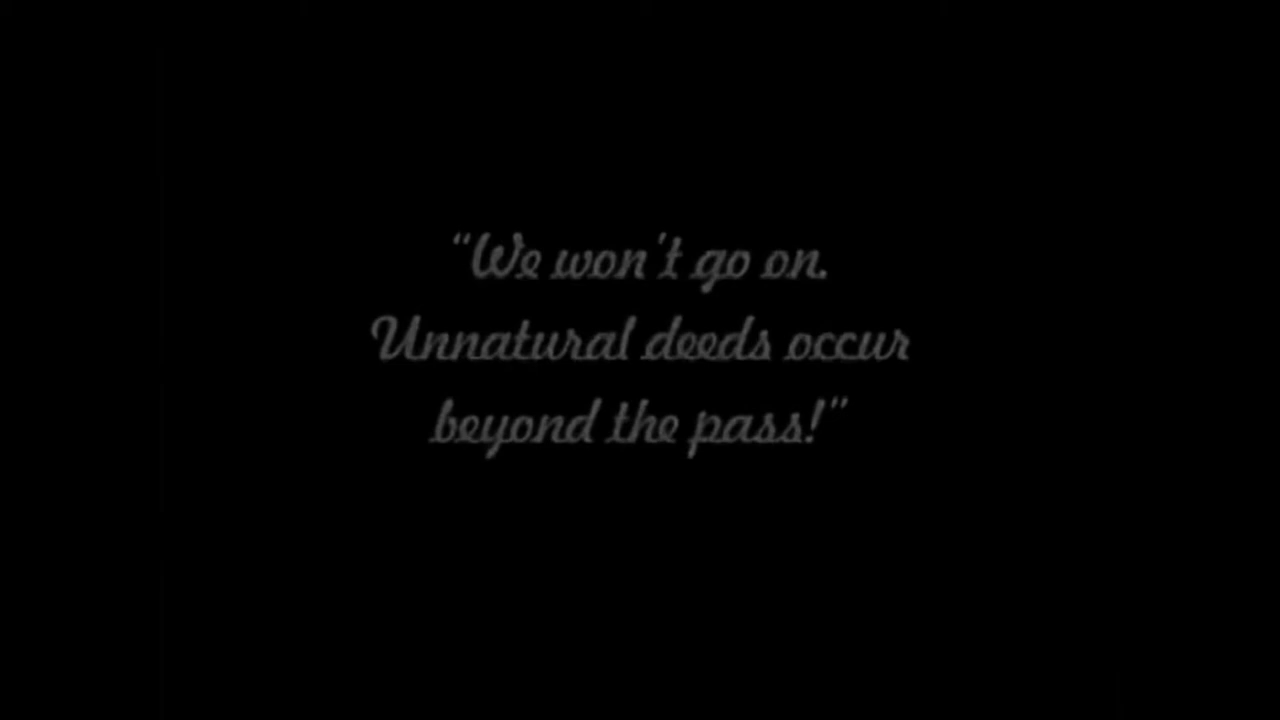 “We won't go on.
Unnatural deeds occur
beyond the pass!”